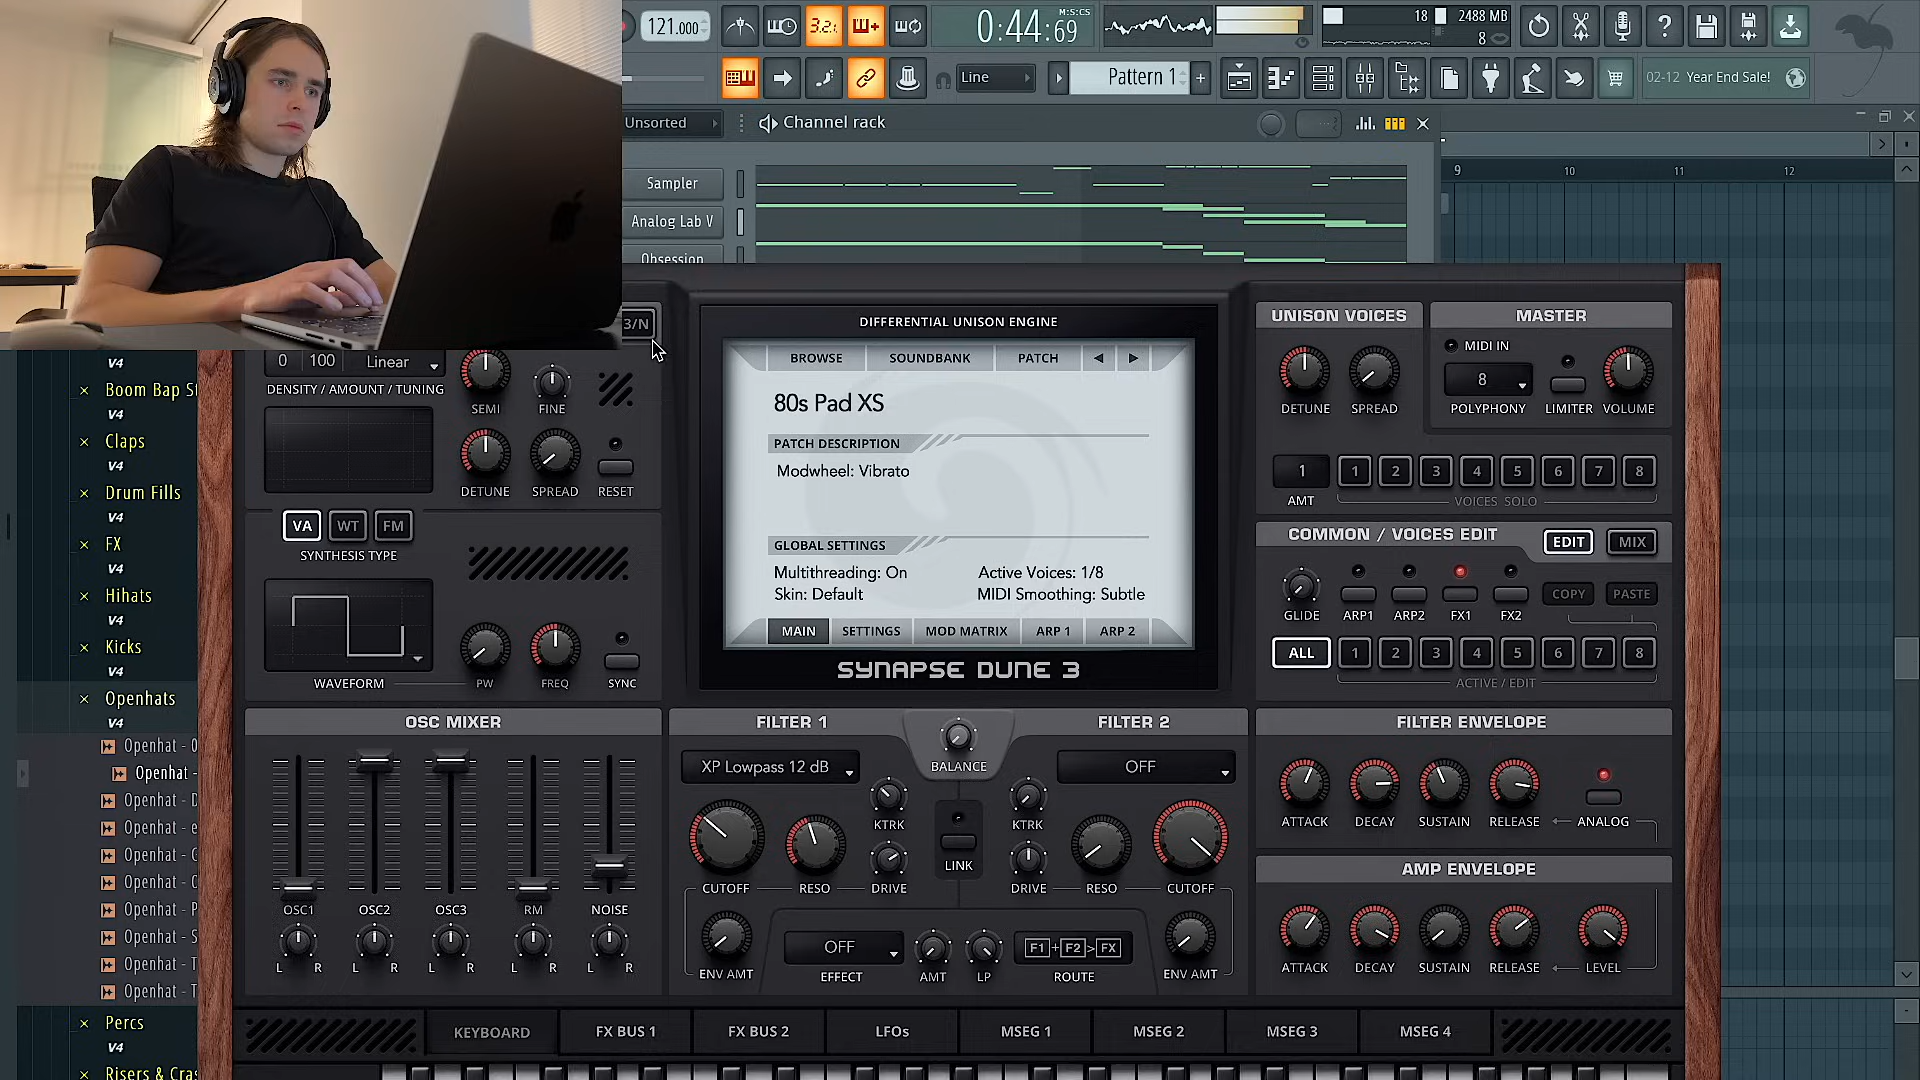 121.000
3.2.
0:44:69
M:S:CS
18
2488 MB
8
Line
Pattern 1
+
02-12 Year End Sale!
Unsorted
Channel rack
9
10
11
12
Sampler
Analog Lab V
Obsession
V4
Boom Bap
V4
Claps
V4
Drum Fills
V4
FX
V4
Hihats
V4
Kicks
V4
Openhats
V4
Openhat -
Openhat -
Openhat -
Openhat -
Openhat -
Openhat -
Openhat -
Openhat -
Openhat -
Openhat -
Percs
V4
Risers &
3/N
0 100 Linear
DENSITY / AMOUNT / TUNING
SEMI
FINE
DETUNE
SPREAD
RESET
VA
WT
FM
SYNTHESIS TYPE
WAVEFORM
PW
FREQ
SYNC
DIFFERENTIAL UNISON ENGINE
BROWSE
SOUNDBANK
PATCH
80s Pad XS
PATCH DESCRIPTION
Modwheel: Vibrato
GLOBAL SETTINGS
Multithreading: On
Active Voices: 1/8
Skin: Default
MIDI Smoothing: Subtle
MAIN
SETTINGS
MOD MATRIX
ARP 1
ARP 2
SYNAPSE DUNE 3
UNISON VOICES
DETUNE
SPREAD
MASTER
MIDI IN
8
POLYPHONY
LIMITER
VOLUME
1
AMT
1 2 3 4 5 6 7 8
VOICES SOLO
COMMON / VOICES EDIT
EDIT
MIX
GLIDE
ARP1
ARP2
FX1
FX2
COPY
PASTE
ALL
1 2 3 4 5 6 7 8
ACTIVE / EDIT
OSC MIXER
OSC1
OSC2
OSC3
RM
NOISE
L R
L R
L R
L R
L R
FILTER 1
XP Lowpass 12 dB
CUTOFF
RESO
KTRK
DRIVE
BALANCE
LINK
FILTER 2
OFF
KTRK
DRIVE
RESO
CUTOFF
ENV AMT
OFF
EFFECT
AMT
LP
F1+F2>FX
ROUTE
ENV AMT
FILTER ENVELOPE
ATTACK
DECAY
SUSTAIN
RELEASE
ANALOG
AMP ENVELOPE
ATTACK
DECAY
SUSTAIN
RELEASE
LEVEL
KEYBOARD
FX BUS 1
FX BUS 2
LFOs
MSEG 1
MSEG 2
MSEG 3
MSEG 4